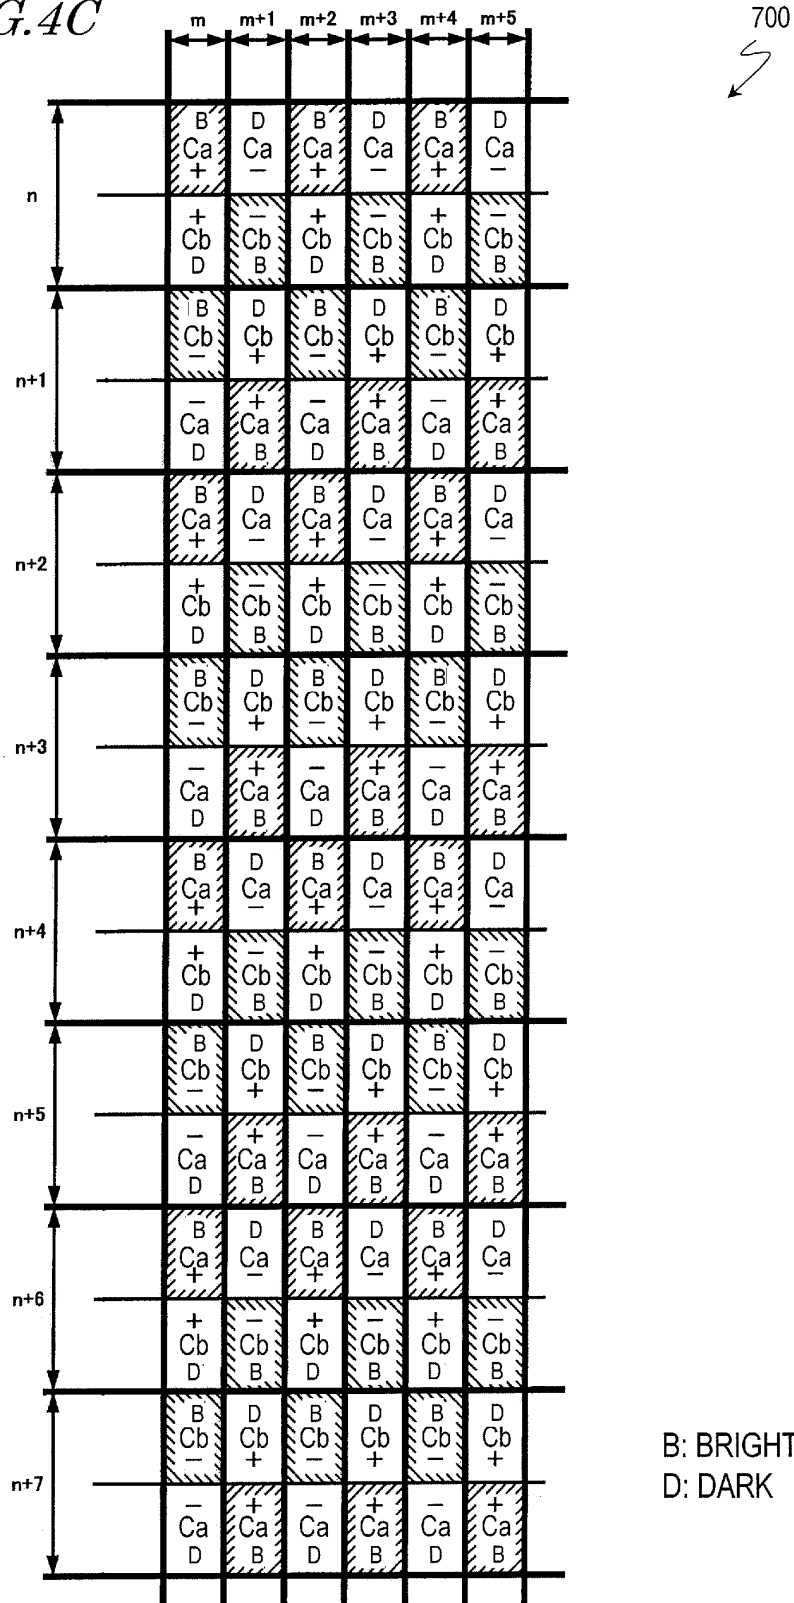 G.4C
m m+1 m+2 m+3 m+4 m+5
700
n
B D B D B D
Ca Ca Ca Ca Ca Ca
+ − + − + −
+ − + − + −
Cb Cb Cb Cb Cb Cb
D B D B D B
n+1
B D B D B D
Cb Cb Cb Cb Cb Cb
− + − + − +
− + − + − +
Ca Ca Ca Ca Ca Ca
D B D B D B
n+2
B D B D B D
Ca Ca Ca Ca Ca Ca
+ − + − + −
+ − + − + −
Cb Cb Cb Cb Cb Cb
D B D B D B
n+3
B D B D B D
Cb Cb Cb Cb Cb Cb
− + − + − +
− + − + − +
Ca Ca Ca Ca Ca Ca
D B D B D B
n+4
B D B D B D
Ca Ca Ca Ca Ca Ca
+ − + − + −
+ − + − + −
Cb Cb Cb Cb Cb Cb
D B D B D B
n+5
B D B D B D
Cb Cb Cb Cb Cb Cb
− + − + − +
− + − + − +
Ca Ca Ca Ca Ca Ca
D B D B D B
n+6
B D B D B D
Ca Ca Ca Ca Ca Ca
+ − + − + −
+ − + − + −
Cb Cb Cb Cb Cb Cb
D B D B D B
n+7
B D B D B D
Cb Cb Cb Cb Cb Cb
− + − + − +
− + − + − +
Ca Ca Ca Ca Ca Ca
D B D B D B
B: BRIGHT
D: DARK